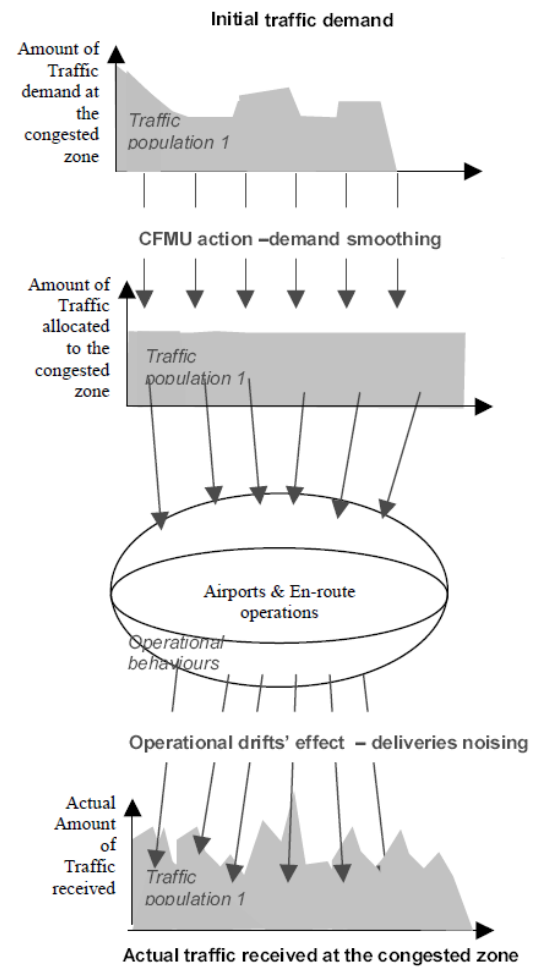 Initial traffic demand
Amount of
Traffic
demand at
the
congested
zone
Traffic
population 1
CFMU action –demand smoothing
Amount of
Traffic
allocated
to the
congested
zone
Traffic
population 1
Airports & En-route
operations
Operational
behaviours
Operational drifts' effect – deliveries noising
Actual
Amount
of
Traffic
received
Traffic
population 1
Actual traffic received at the congested zone